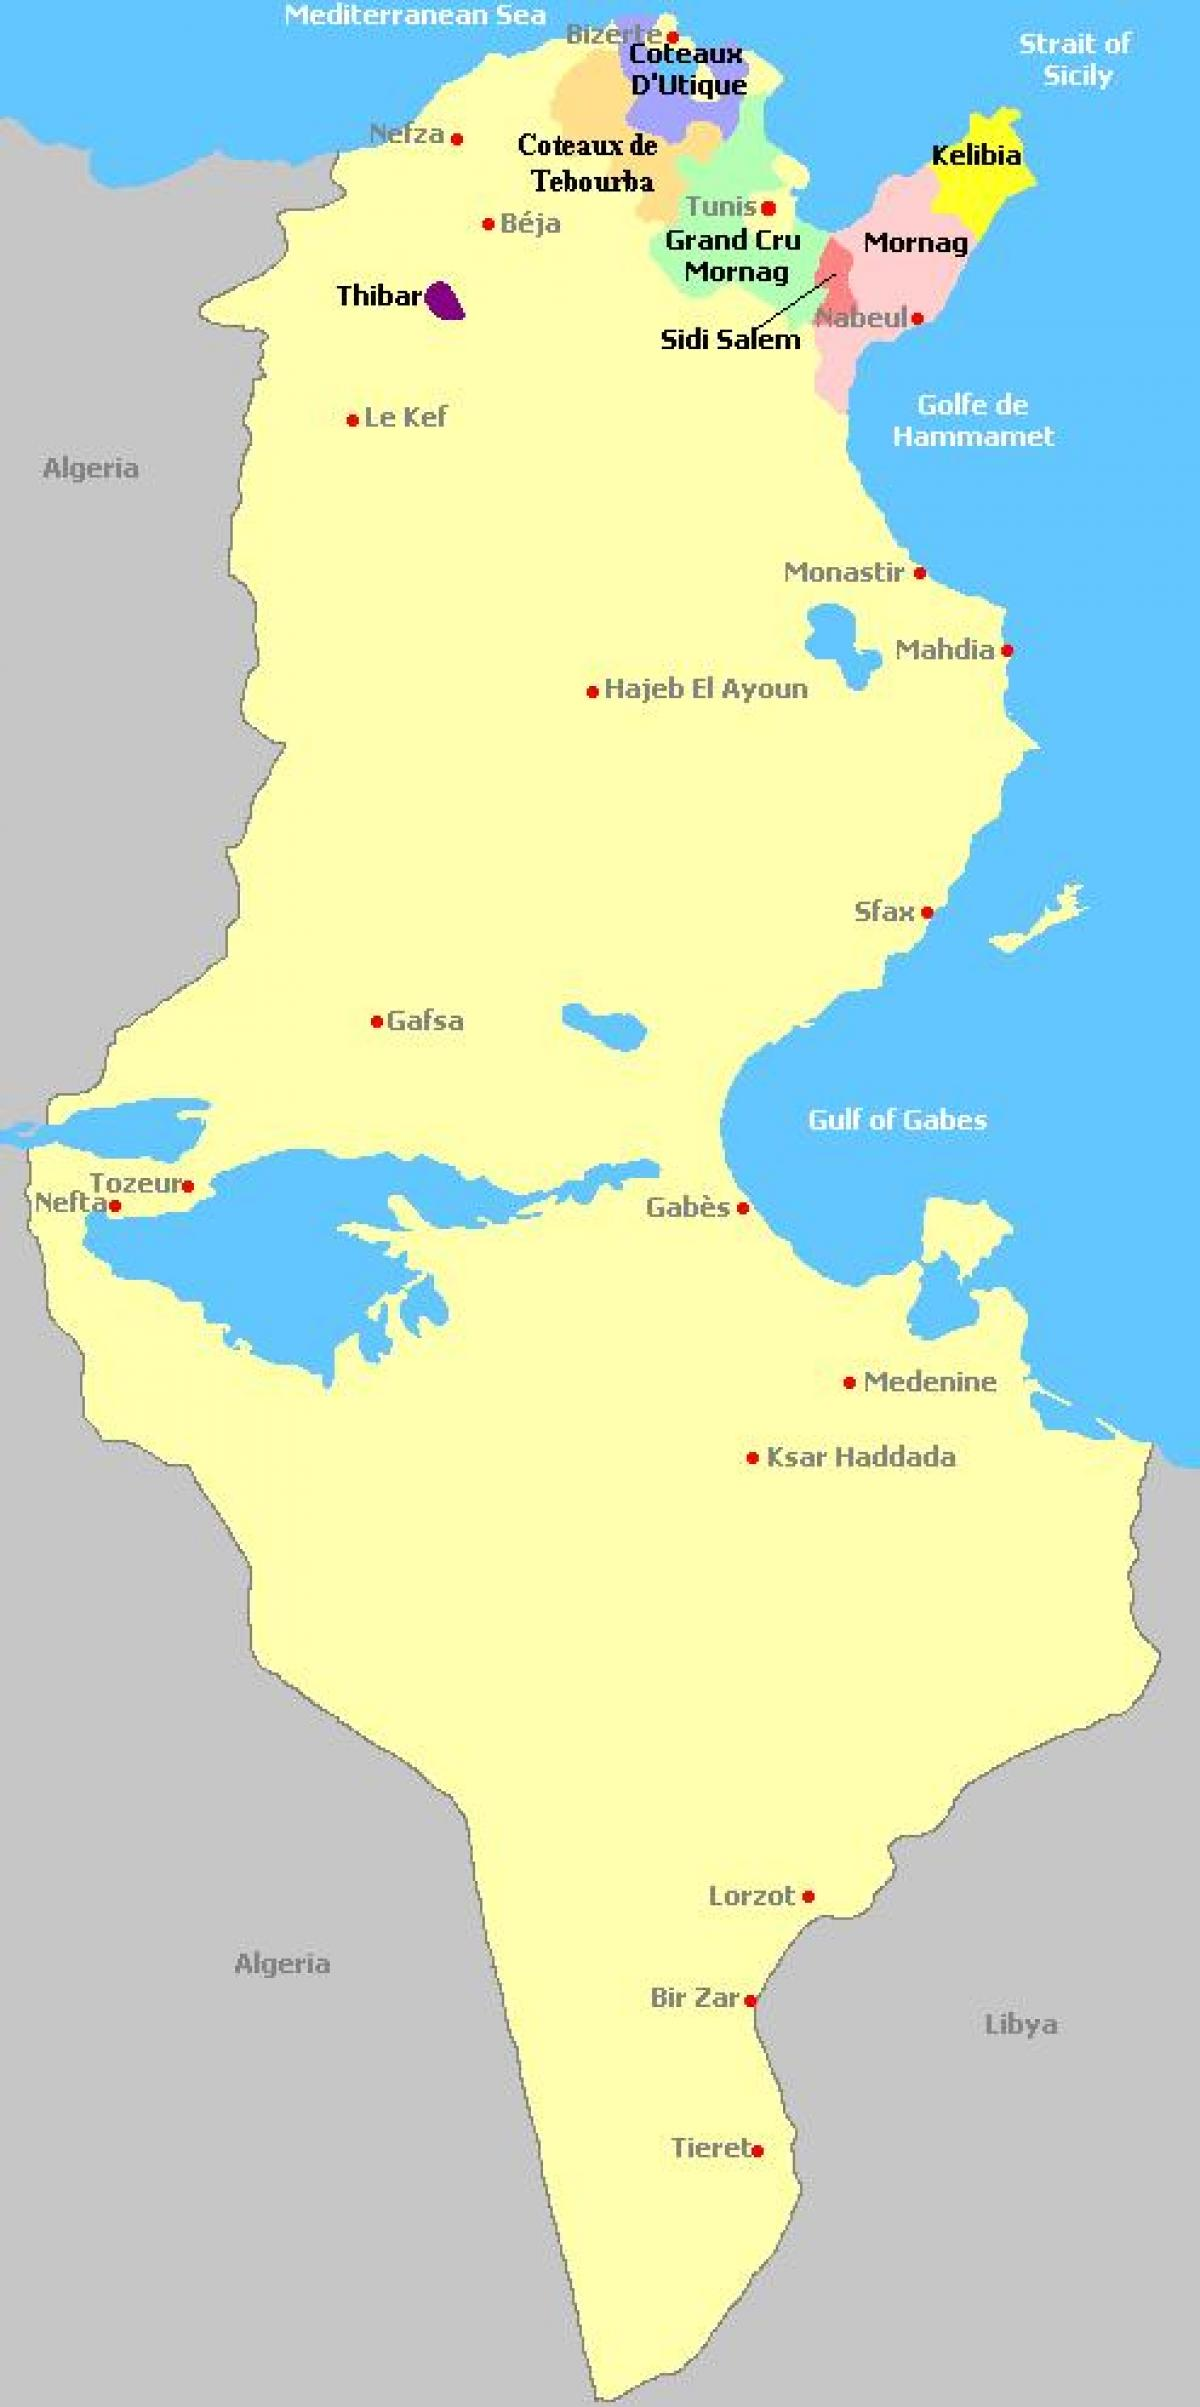 Mediterranean Sea
Bizerte
Strait of
Sicily
Coteaux
D'Utique
Nefza
Coteaux de
Tebourba
Kelibia
Tunis
Béja
Grand Cru
Mornag
Mornag
Thibar
Nabeul
Sidi Salem
Le Kef
Golfe de
Hammamet
Algeria
Monastir
Mahdia
Hajeb El Ayoun
Sfax
Gafsa
Gulf of Gabes
Tozeur
Nefta
Gabès
Medenine
Ksar Haddada
Lorzot
Algeria
Bir Zar
Libya
Tieret